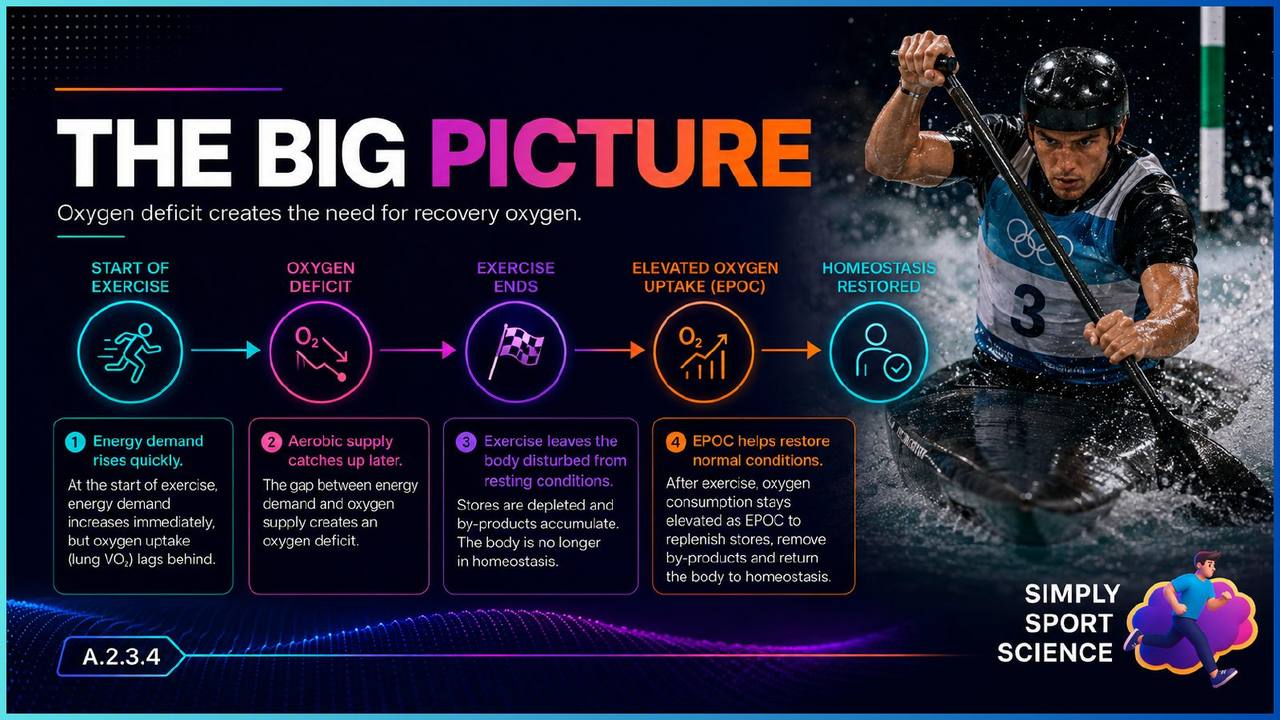 THE BIG PICTURE
Oxygen deficit creates the need for recovery oxygen.
START OF
EXERCISE
OXYGEN
DEFICIT
EXERCISE
ENDS
ELEVATED OXYGEN
UPTAKE (EPOC)
HOMEOSTASIS
RESTORED
O₂
O₂
1 Energy demand
rises quickly.
At the start of exercise,
energy demand
increases immediately,
but oxygen uptake
(lung VO₂) lags behind.
2 Aerobic supply
catches up later.
The gap between energy
demand and oxygen
supply creates an
oxygen deficit.
3 Exercise leaves the
body disturbed from
resting conditions.
Stores are depleted and
by-products accumulate.
The body is no longer
in homeostasis.
4 EPOC helps restore
normal conditions.
After exercise, oxygen
consumption stays
elevated as EPOC to
replenish stores, remove
by-products and return
the body to homeostasis.
3
A.2.3.4
SIMPLY
SPORT
SCIENCE